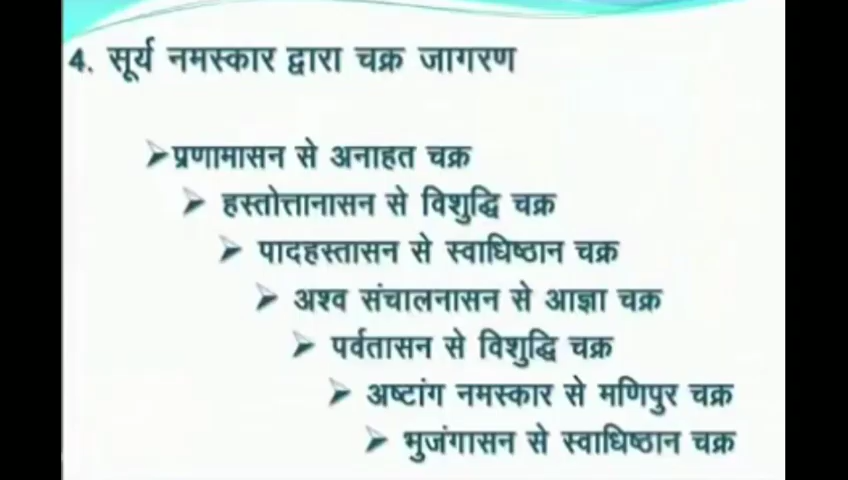 4. सूर्य नमस्कार द्वारा चक्र जागरण
➢प्रणामासन से अनाहत चक्र
➢ हस्तोत्तानासन से विशुद्धि चक्र
➢ पादहस्तासन से स्वाधिष्ठान चक्र
➢ अश्व संचालनासन से आज्ञा चक्र
➢ पर्वतासन से विशुद्धि चक्र
➢ अष्टांग नमस्कार से मणिपुर चक्र
➢ भुजंगासन से स्वाधिष्ठान चक्र